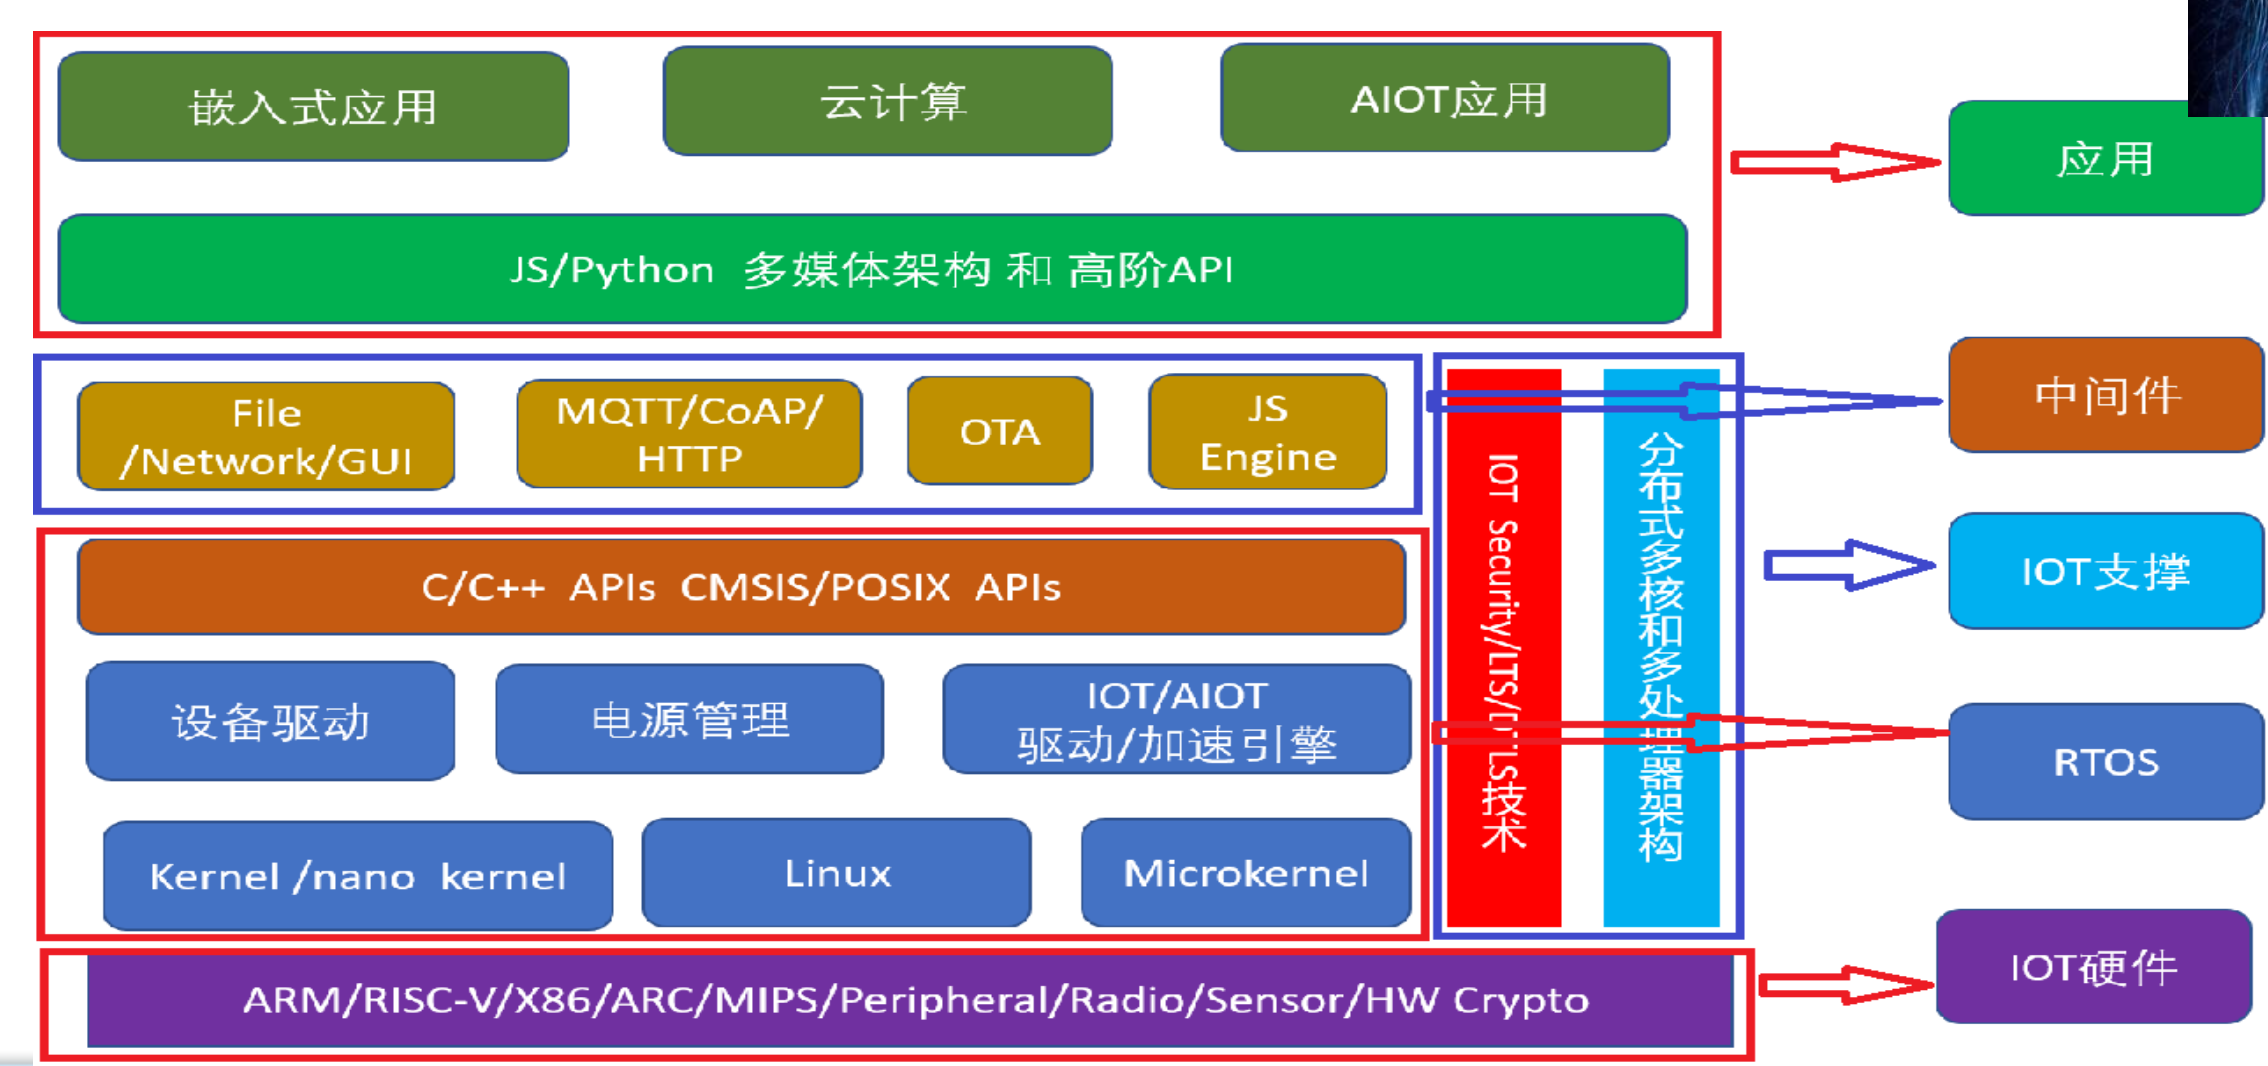 嵌入式应用
云计算
AIOT应用
应用
JS/Python 多媒体架构 和 高阶API
File
/Network/GUI
MQTT/CoAP/
HTTP
OTA
JS
Engine
中间件
IOT Security/LTS/DTLS技术
分布式多核和多处理器架构
IOT支撑
C/C++ APIs CMSIS/POSIX APIs
设备驱动
电源管理
IOT/AIOT
驱动/加速引擎
RTOS
Kernel /nano kernel
Linux
Microkernel
IOT硬件
ARM/RISC-V/X86/ARC/MIPS/Peripheral/Radio/Sensor/HW Crypto